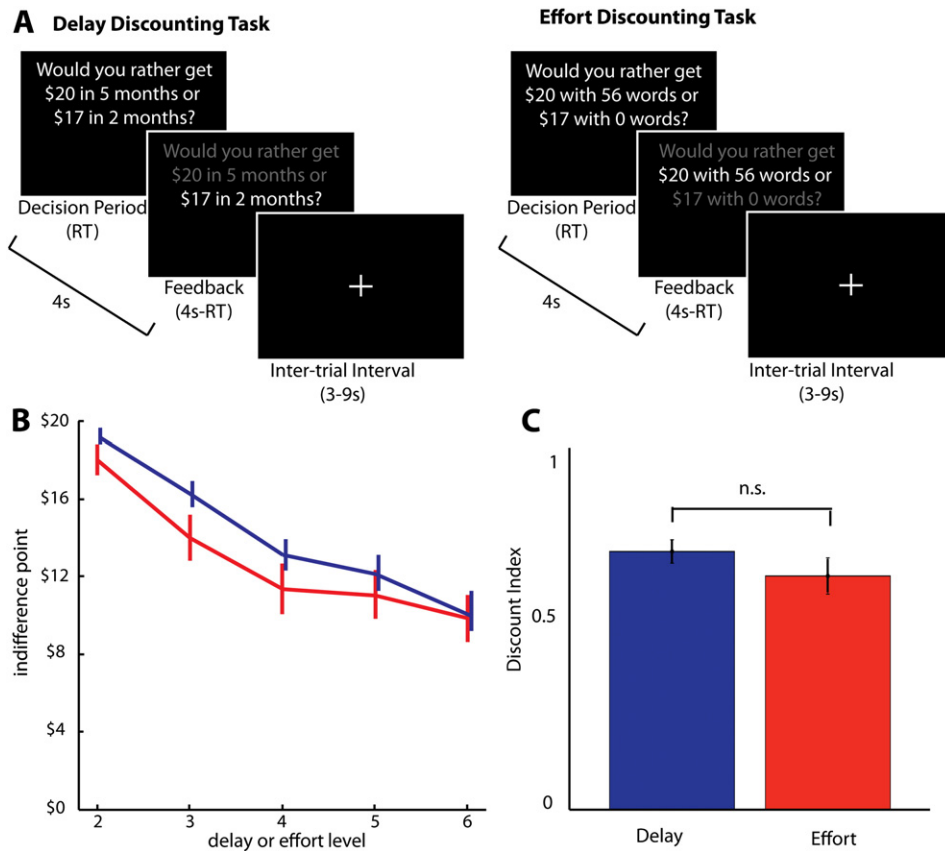 A
Delay Discounting Task
Would you rather get
$20 in 5 months or
$17 in 2 months?
Decision Period
(RT)
4s
Would you rather get
$20 in 5 months or
$17 in 2 months?
Feedback
(4s-RT)
Inter-trial Interval
(3-9s)
Effort Discounting Task
Would you rather get
$20 with 56 words or
$17 with 0 words?
Decision Period
(RT)
4s
Would you rather get
$20 with 56 words or
$17 with 0 words?
Feedback
(4s-RT)
Inter-trial Interval
(3-9s)
B
indifference point
$20
$16
$12
$8
$4
$0
2 3 4 5 6
delay or effort level
C
Discount Index
1
0.5
0
n.s.
Delay Effort